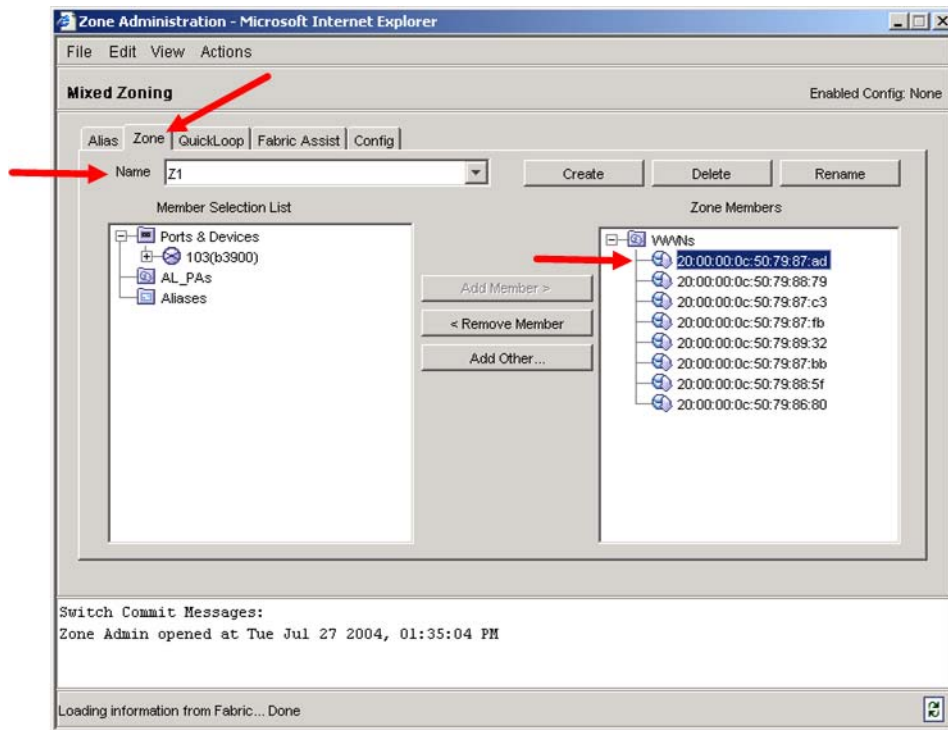 Zone Administration - Microsoft Internet Explorer
File Edit View Actions
Mixed Zoning
Enabled Config: None
Alias Zone QuickLoop Fabric Assist Config
Name Z1 Create Delete Rename
Member Selection List
Zone Members
Ports & Devices
103(b3900)
AL_PAs
Aliases
Add Member >
< Remove Member
Add Other...
WWNs
20:00:00:0c:50:79:87:ad
20:00:00:0c:50:79:88:79
20:00:00:0c:50:79:87:c3
20:00:00:0c:50:79:87:fb
20:00:00:0c:50:79:89:32
20:00:00:0c:50:79:87:bb
20:00:00:0c:50:79:88:5f
20:00:00:0c:50:79:86:80
Switch Commit Messages:
Zone Admin opened at Tue Jul 27 2004, 01:35:04 PM
Loading information from Fabric... Done